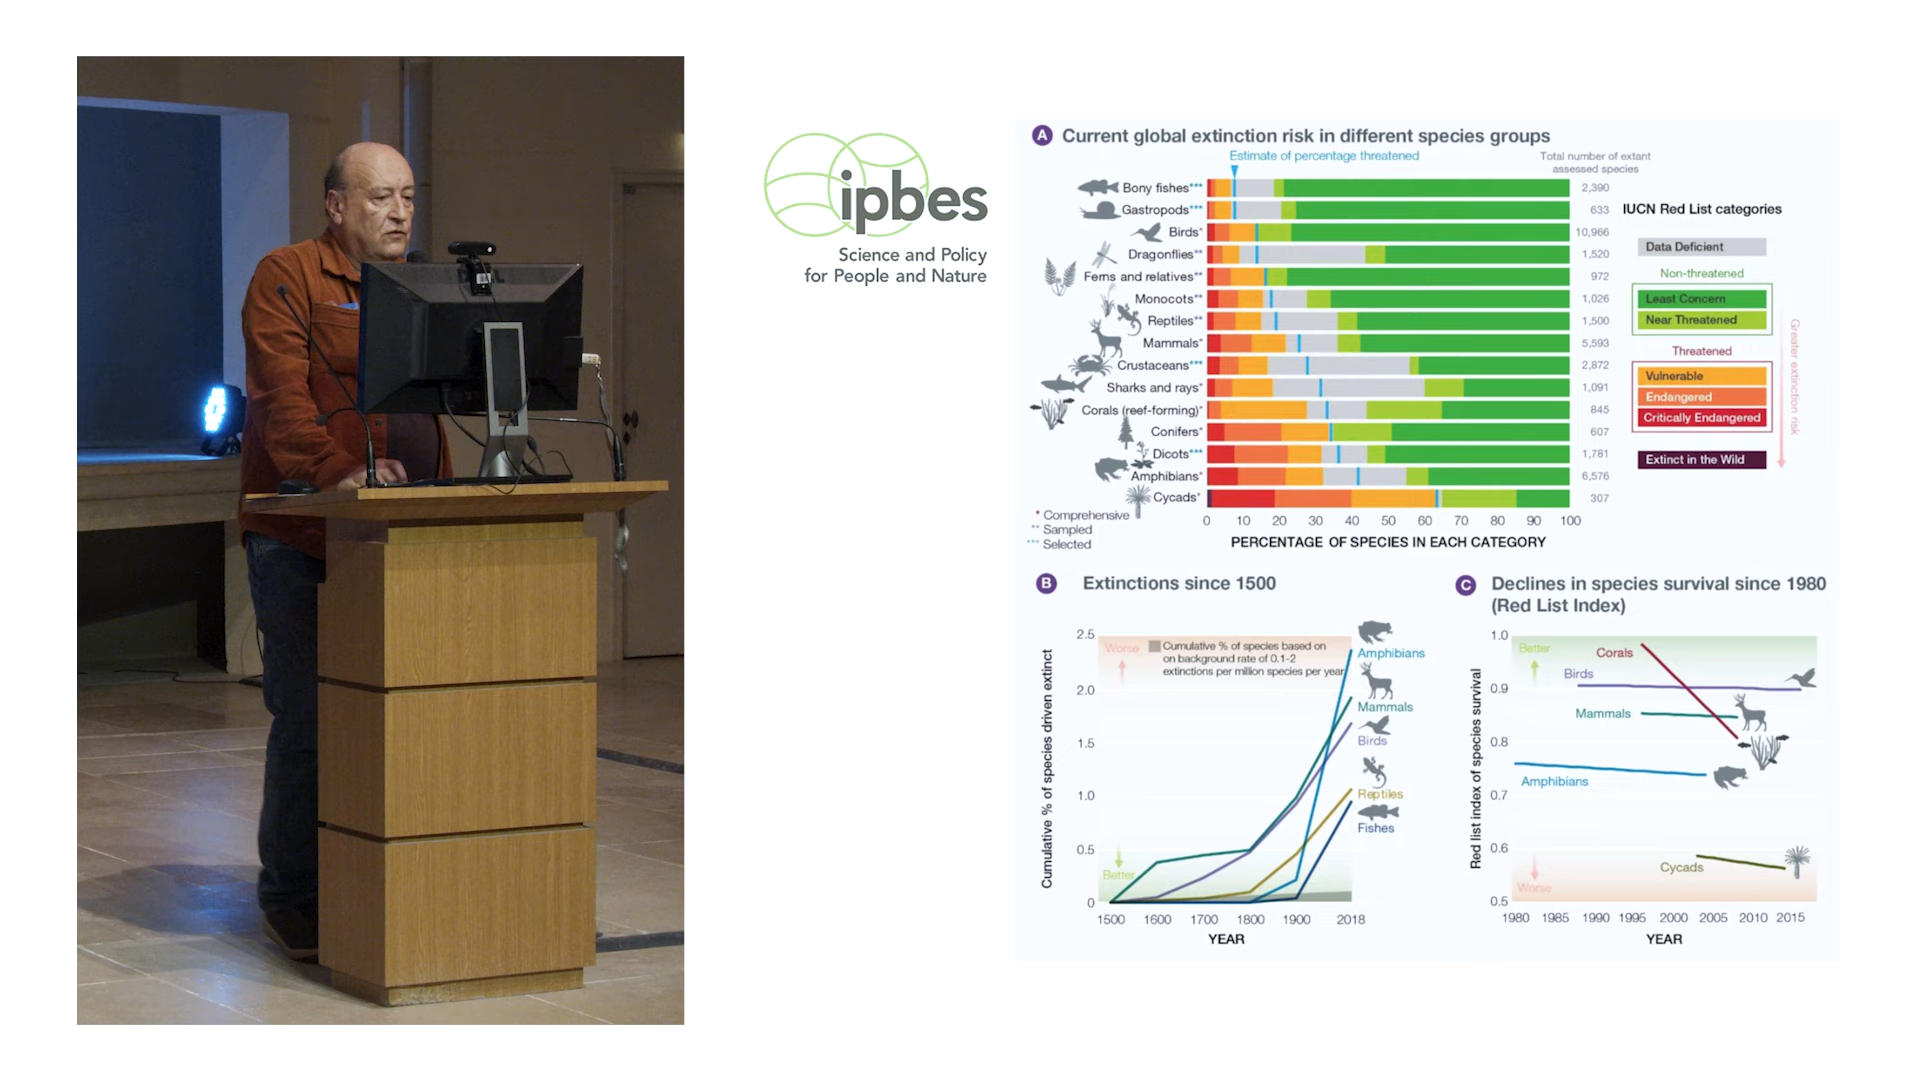 ipbes
Science and Policy
for People and Nature
A Current global extinction risk in different species groups
Estimate of percentage threatened
Total number of extant
assessed species
Bony fishes*** 2,390
Gastropods*** 633
Birds* 10,966
Dragonflies** 1,520
Ferns and relatives** 972
Monocots** 1,026
Reptiles** 1,500
Mammals* 5,593
Crustaceans*** 2,872
Sharks and rays* 1,091
Corals (reef-forming)* 845
Conifers* 607
Dicots*** 1,781
Amphibians* 6,576
Cycads* 307
0 10 20 30 40 50 60 70 80 90 100
PERCENTAGE OF SPECIES IN EACH CATEGORY
* Comprehensive
** Sampled
*** Selected
IUCN Red List categories
Data Deficient
Non-threatened
Least Concern
Near Threatened
Threatened
Vulnerable
Endangered
Critically Endangered
Extinct in the Wild
Greater extinction risk
B Extinctions since 1500
Cumulative % of species driven extinct
2.5
2.0
1.5
1.0
0.5
0
Worse
Cumulative % of species based on
on background rate of 0.1-2
extinctions per million species per year
Better
Amphibians
Mammals
Birds
Reptiles
Fishes
1500 1600 1700 1800 1900 2018
YEAR
C Declines in species survival since 1980
(Red List Index)
Red list index of species survival
1.0
0.9
0.8
0.7
0.6
0.5
Better
Corals
Birds
Mammals
Amphibians
Cycads
Worse
1980 1985 1990 1995 2000 2005 2010 2015
YEAR